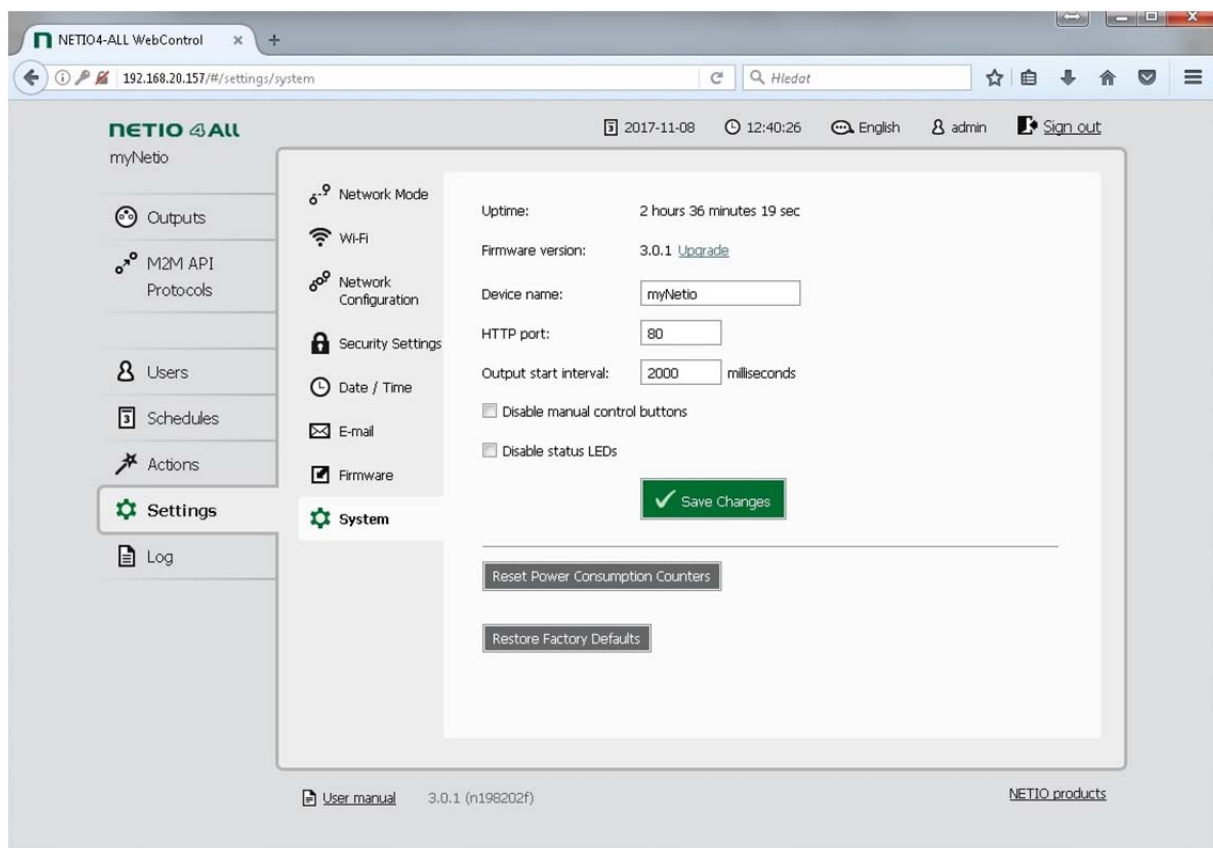 NETIO4-ALL WebControl
192.168.20.157/#/settings/system
Hledat
NETIO 4All
myNetio
3 2017-11-08
12:40:26
English
admin
Sign out
Outputs
M2M API
Protocols
Users
3 Schedules
Actions
Settings
Log
Network Mode
Wi-Fi
Network
Configuration
Security Settings
Date / Time
E-mail
Firmware
System
Uptime: 2 hours 36 minutes 19 sec
Firmware version: 3.0.1 Upgrade
Device name: myNetio
HTTP port: 80
Output start interval: 2000 milliseconds
Disable manual control buttons
Disable status LEDs
Save Changes
Reset Power Consumption Counters
Restore Factory Defaults
User manual 3.0.1 (n198202f)
NETIO products